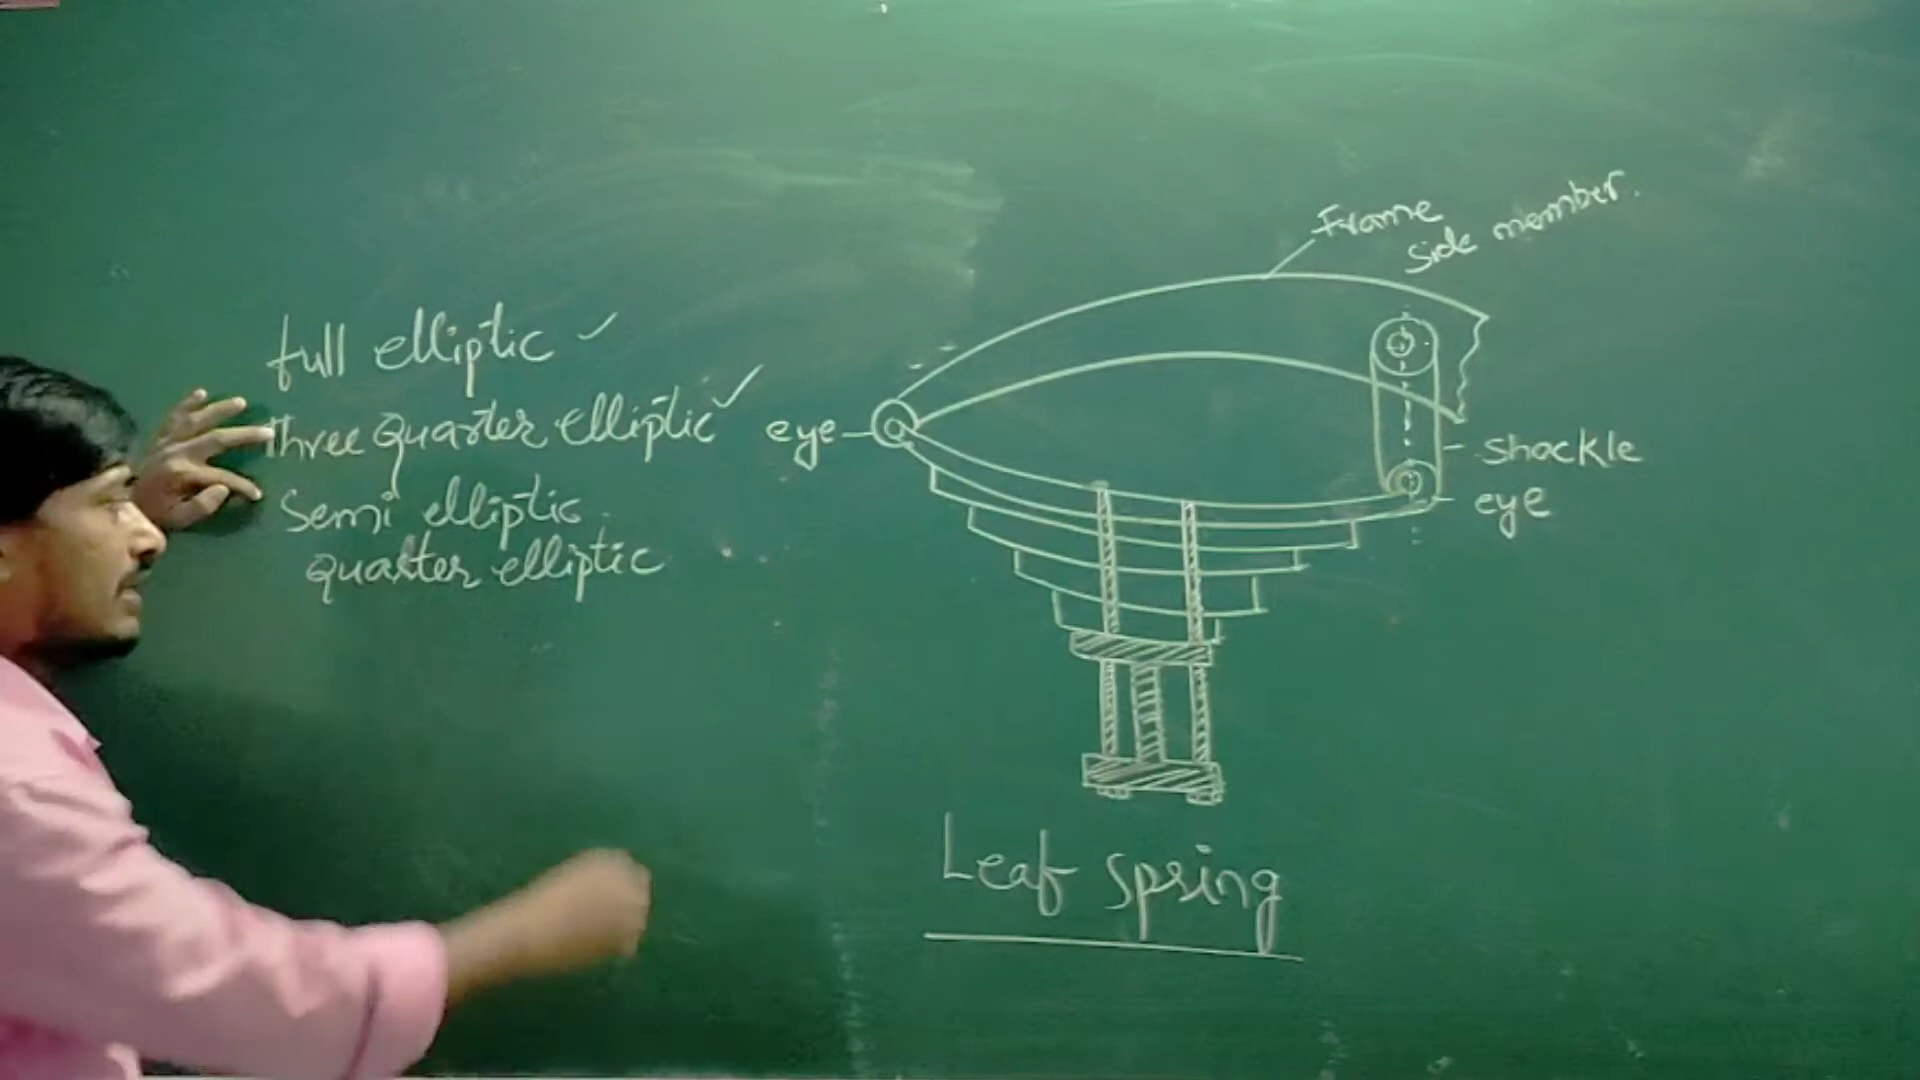 full elliptic
three quarter elliptic
Semi elliptic
quarter elliptic
Frame
side member.
eye
shackle
eye
Leaf spring